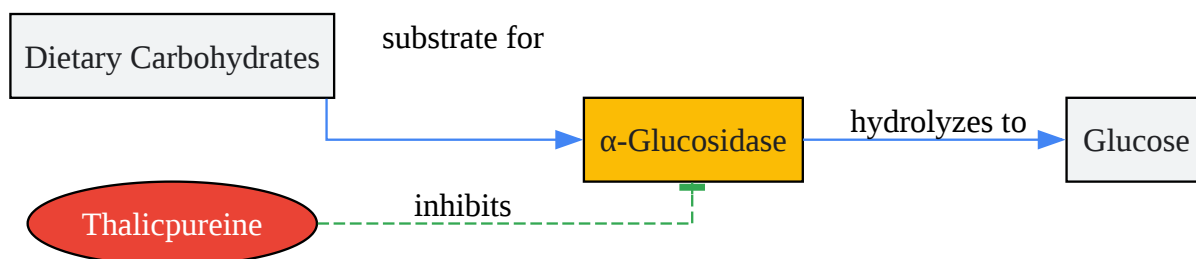 Dietary Carbohydrates
substrate for
α-Glucosidase
hydrolyzes to
Glucose
Thalicpureine
inhibits